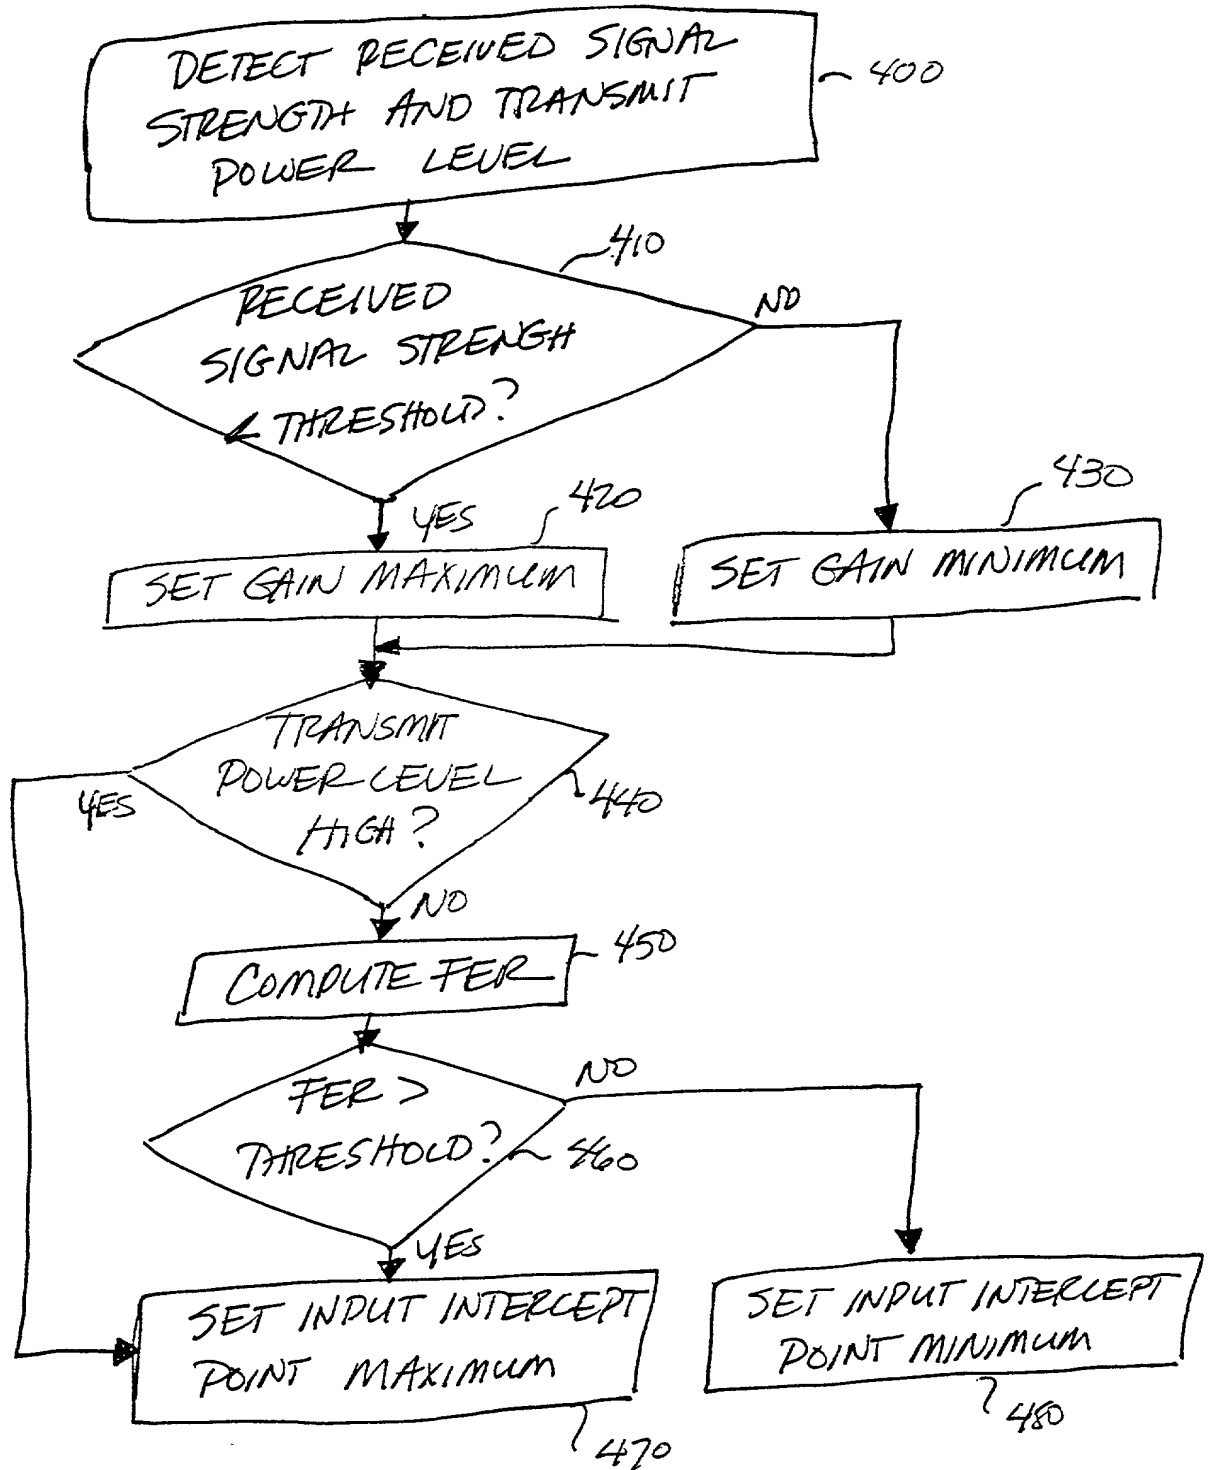 DETECT RECEIVED SIGNAL
STRENGTH AND TRANSMIT
POWER LEVEL
400
410
RECEIVED
SIGNAL STRENGH
< THRESHOLD?
NO
YES
420
430
SET GAIN MAXIMUM
SET GAIN MINIMUM
TRANSMIT
POWER LEVEL
HIGH?
440
YES
NO
450
COMPUTE FER
FER >
THRESHOLD?
460
NO
YES
SET INPUT INTERCEPT
POINT MAXIMUM
470
SET INPUT INTERCEPT
POINT MINIMUM
480